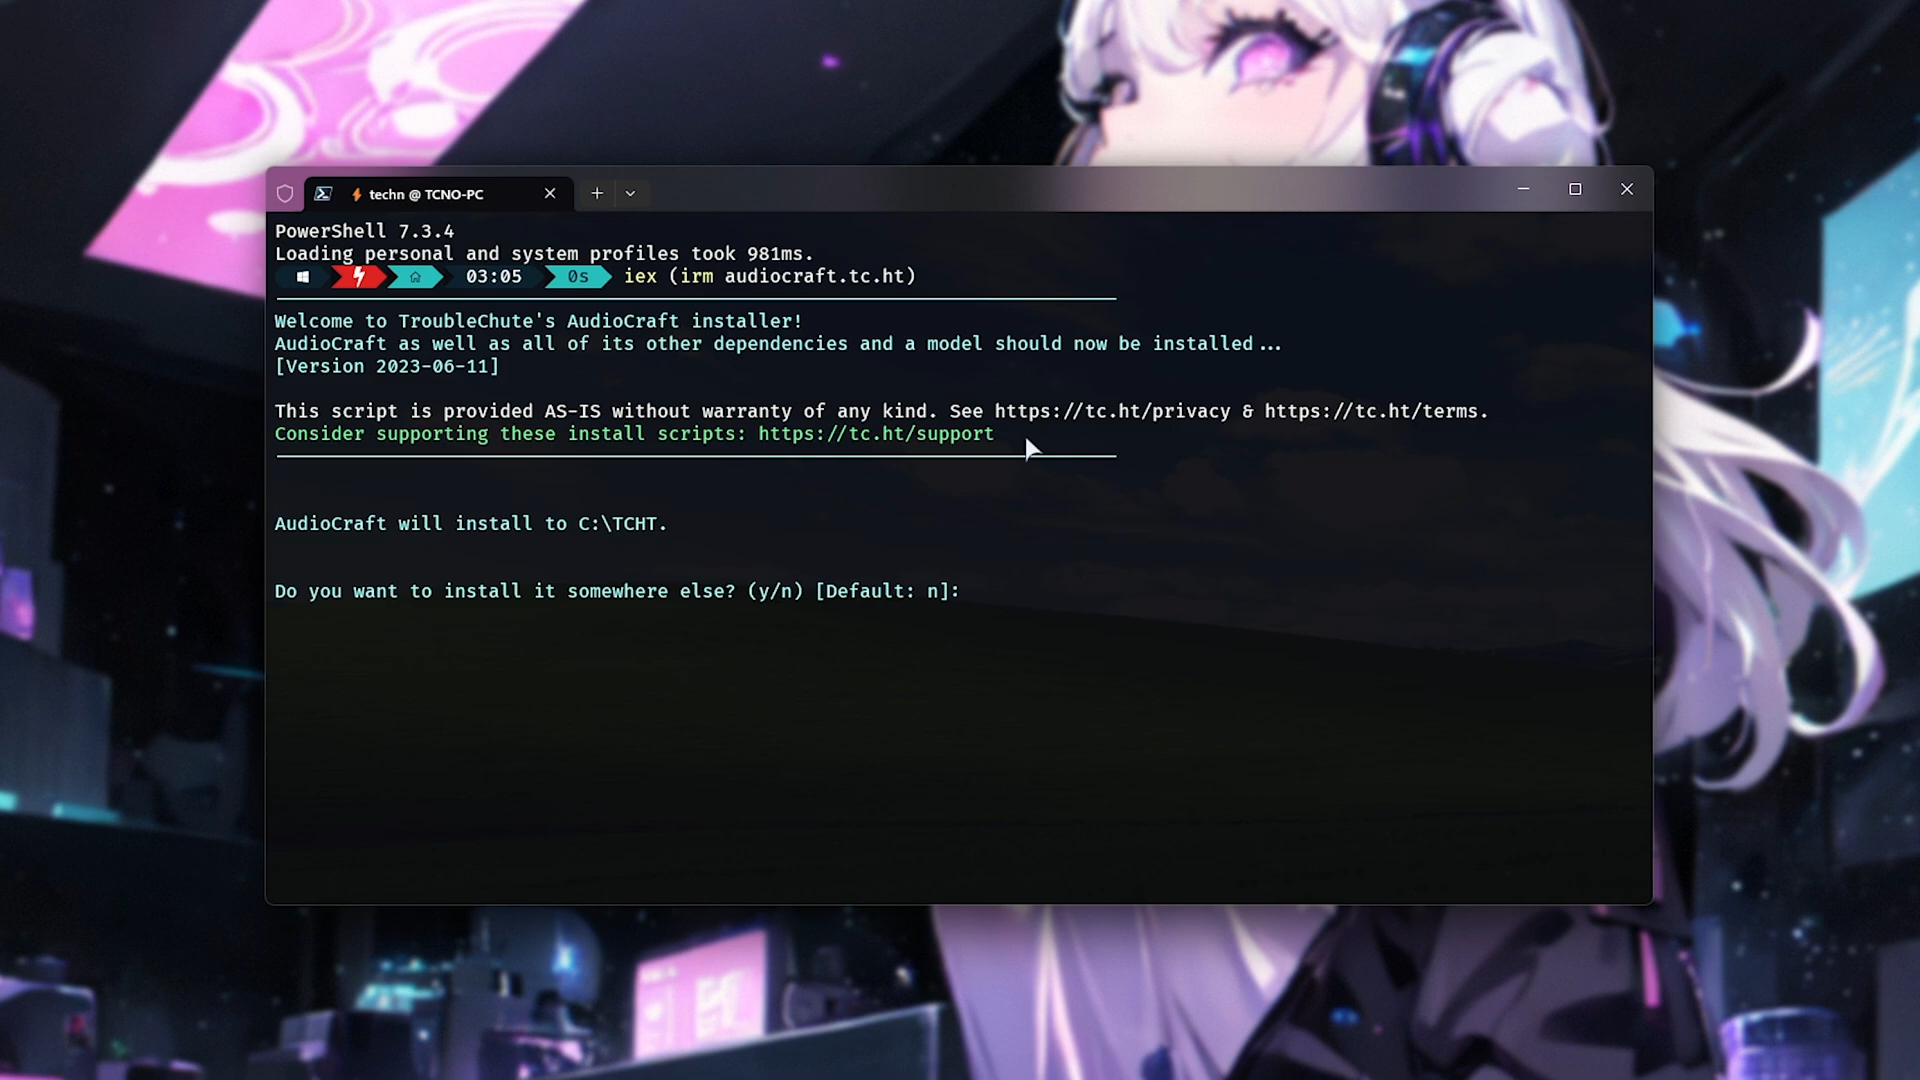 techn @ TCNO-PC
PowerShell 7.3.4
Loading personal and system profiles took 981ms.
03:05 0s iex (irm audiocraft.tc.ht)
Welcome to TroubleChute's AudioCraft installer!
AudioCraft as well as all of its other dependencies and a model should now be installed...
[Version 2023-06-11]
This script is provided AS-IS without warranty of any kind. See https://tc.ht/privacy & https://tc.ht/terms.
Consider supporting these install scripts: https://tc.ht/support
AudioCraft will install to C:\TCHT.
Do you want to install it somewhere else? (y/n) [Default: n]: